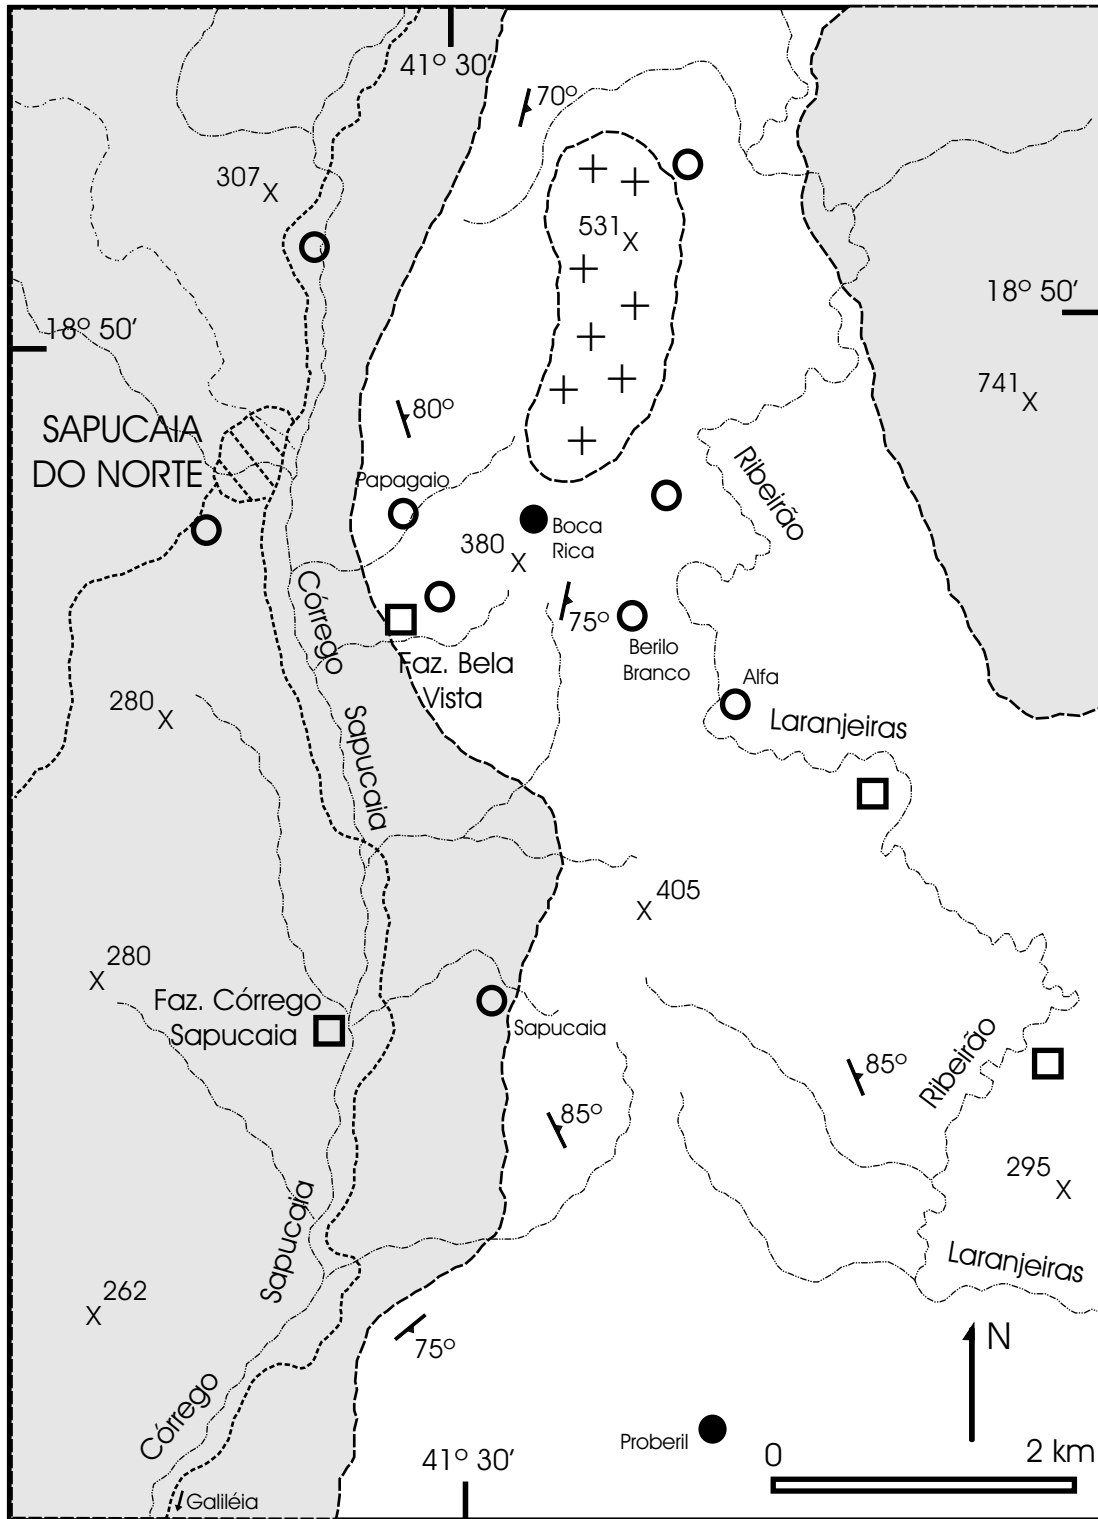 41° 30'
70°
307 X
531 X
18° 50'
18° 50'
741 X
80°
SAPUCAIA
DO NORTE
Ribeirão
Papagaio
Boca
Rica
380 X
75°
Córrego
Berilo
Branco
Faz. Bela
Vista
Alfa
280 X
Sapucaia
Laranjeiras
405
X
280
X
Faz. Córrego
Sapucaia
Sapucaia
Ribeirão
85°
85°
295 X
Sapucaia
Laranjeiras
262
X
75°
N
Córrego
Proberil
0 2 km
41° 30'
Galiléia